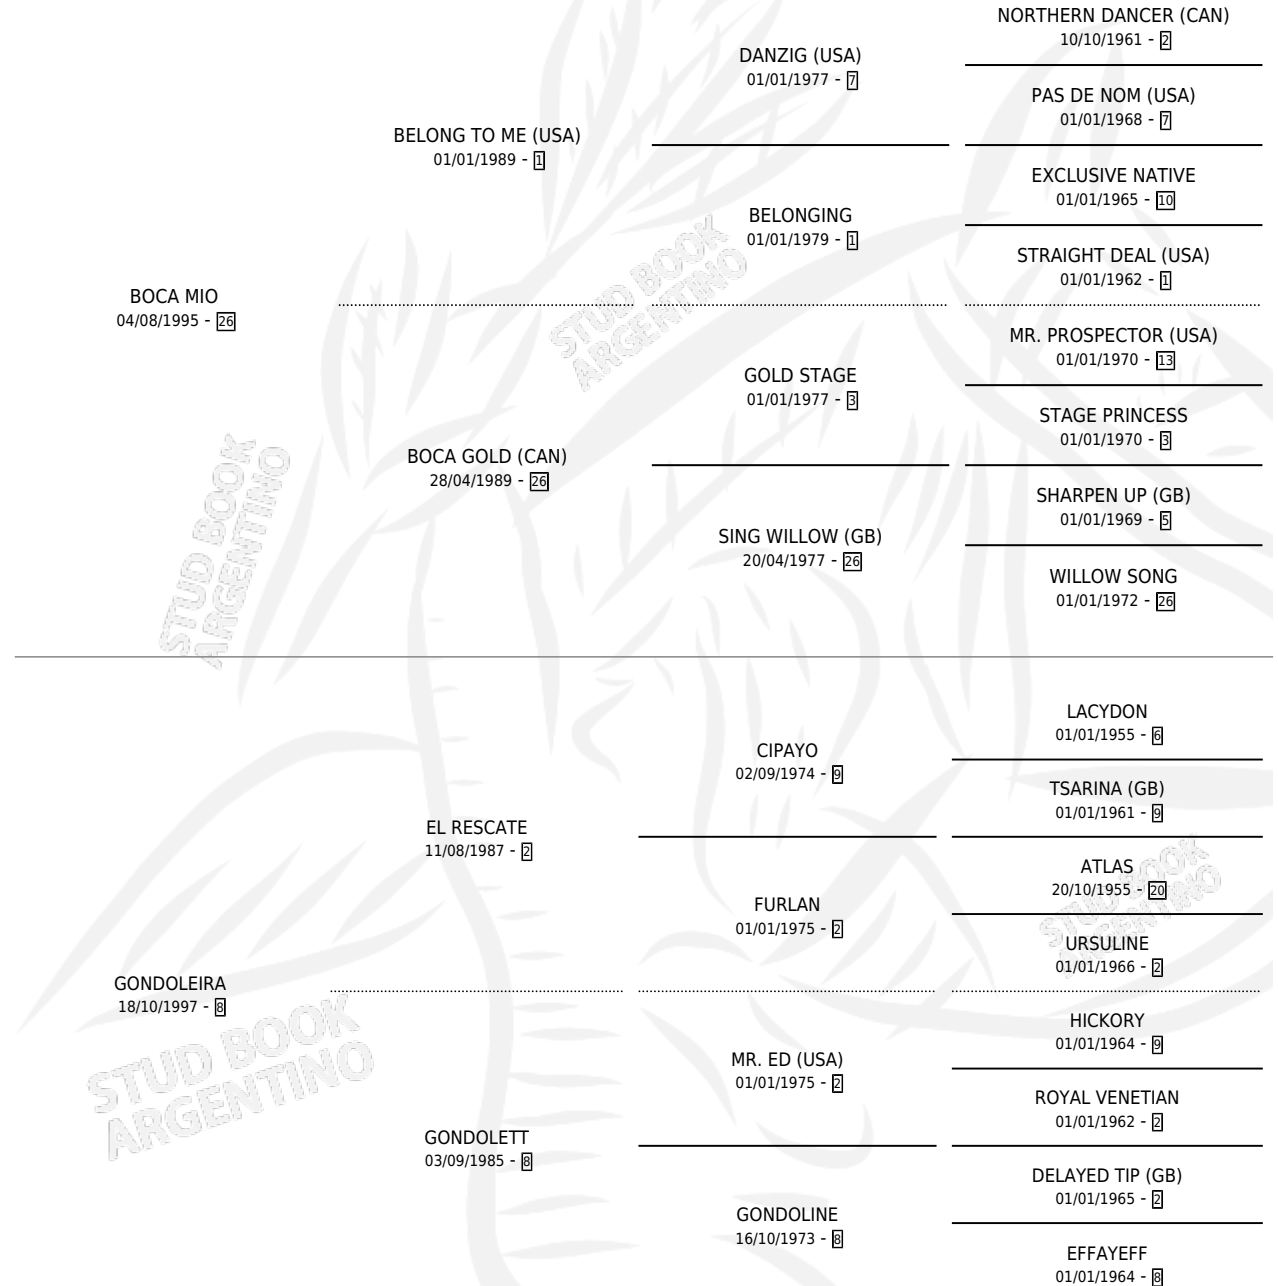 NORTHERN DANCER (CAN)
10/10/1961 - 2
DANZIG (USA)
01/01/1977 - 7
PAS DE NOM (USA)
01/01/1968 - 7
BELONG TO ME (USA)
01/01/1989 - 1
EXCLUSIVE NATIVE
01/01/1965 - 10
BELONGING
01/01/1979 - 1
STRAIGHT DEAL (USA)
01/01/1962 - 1
BOCA MIO
04/08/1995 - 26
MR. PROSPECTOR (USA)
01/01/1970 - 13
GOLD STAGE
01/01/1977 - 3
STAGE PRINCESS
01/01/1970 - 3
BOCA GOLD (CAN)
28/04/1989 - 26
SHARPEN UP (GB)
01/01/1969 - 5
SING WILLOW (GB)
20/04/1977 - 26
WILLOW SONG
01/01/1972 - 26
LACYDON
01/01/1955 - 6
CIPAYO
02/09/1974 - 9
TSARINA (GB)
01/01/1961 - 9
EL RESCATE
11/08/1987 - 2
ATLAS
20/10/1955 - 20
FURLAN
01/01/1975 - 2
URSULINE
01/01/1966 - 2
GONDOLEIRA
18/10/1997 - 8
HICKORY
01/01/1964 - 9
MR. ED (USA)
01/01/1975 - 2
ROYAL VENETIAN
01/01/1962 - 2
GONDOLETT
03/09/1985 - 8
DELAYED TIP (GB)
01/01/1965 - 2
GONDOLINE
16/10/1973 - 8
EFFAYEFF
01/01/1964 - 8
STUD BOOK
ARGENTINO
STUD BOOK
ARGENTINO
STUD BOOK
ARGENTINO
STUD BOOK
ARGENTINO